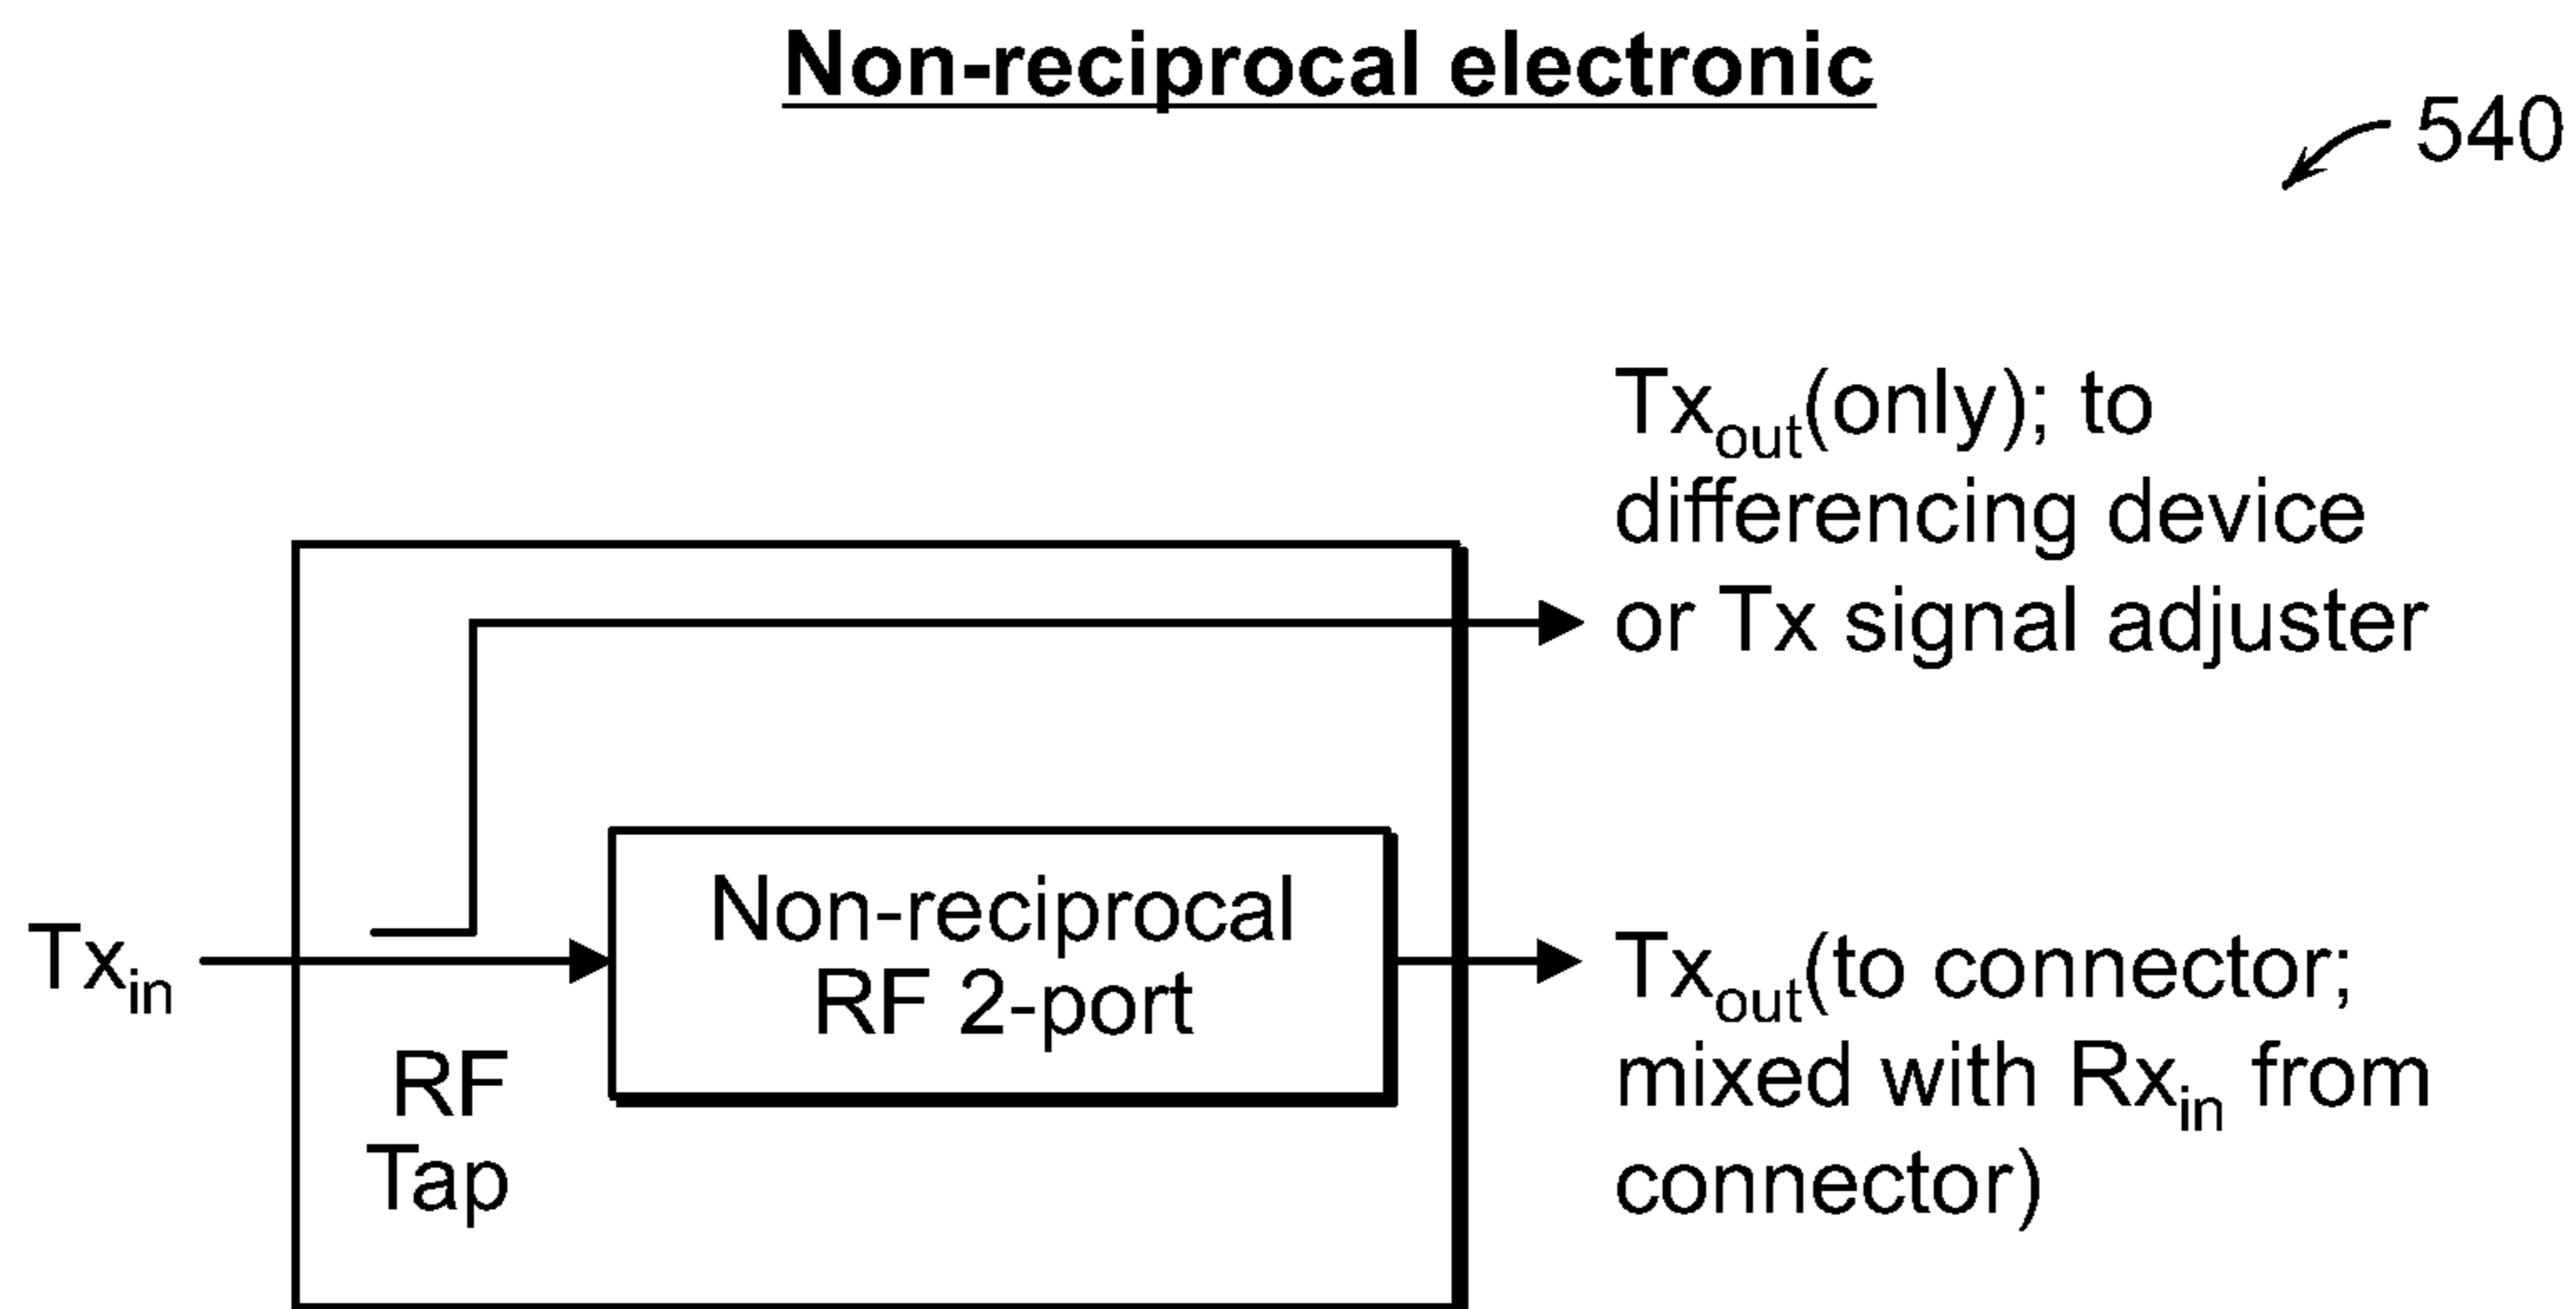 Non-reciprocal electronic
540
Tx_out(only); to
differencing device
or Tx signal adjuster
Tx_in
RF
Tap
Non-reciprocal
RF 2-port
Tx_out(to connector;
mixed with Rx_in from
connector)